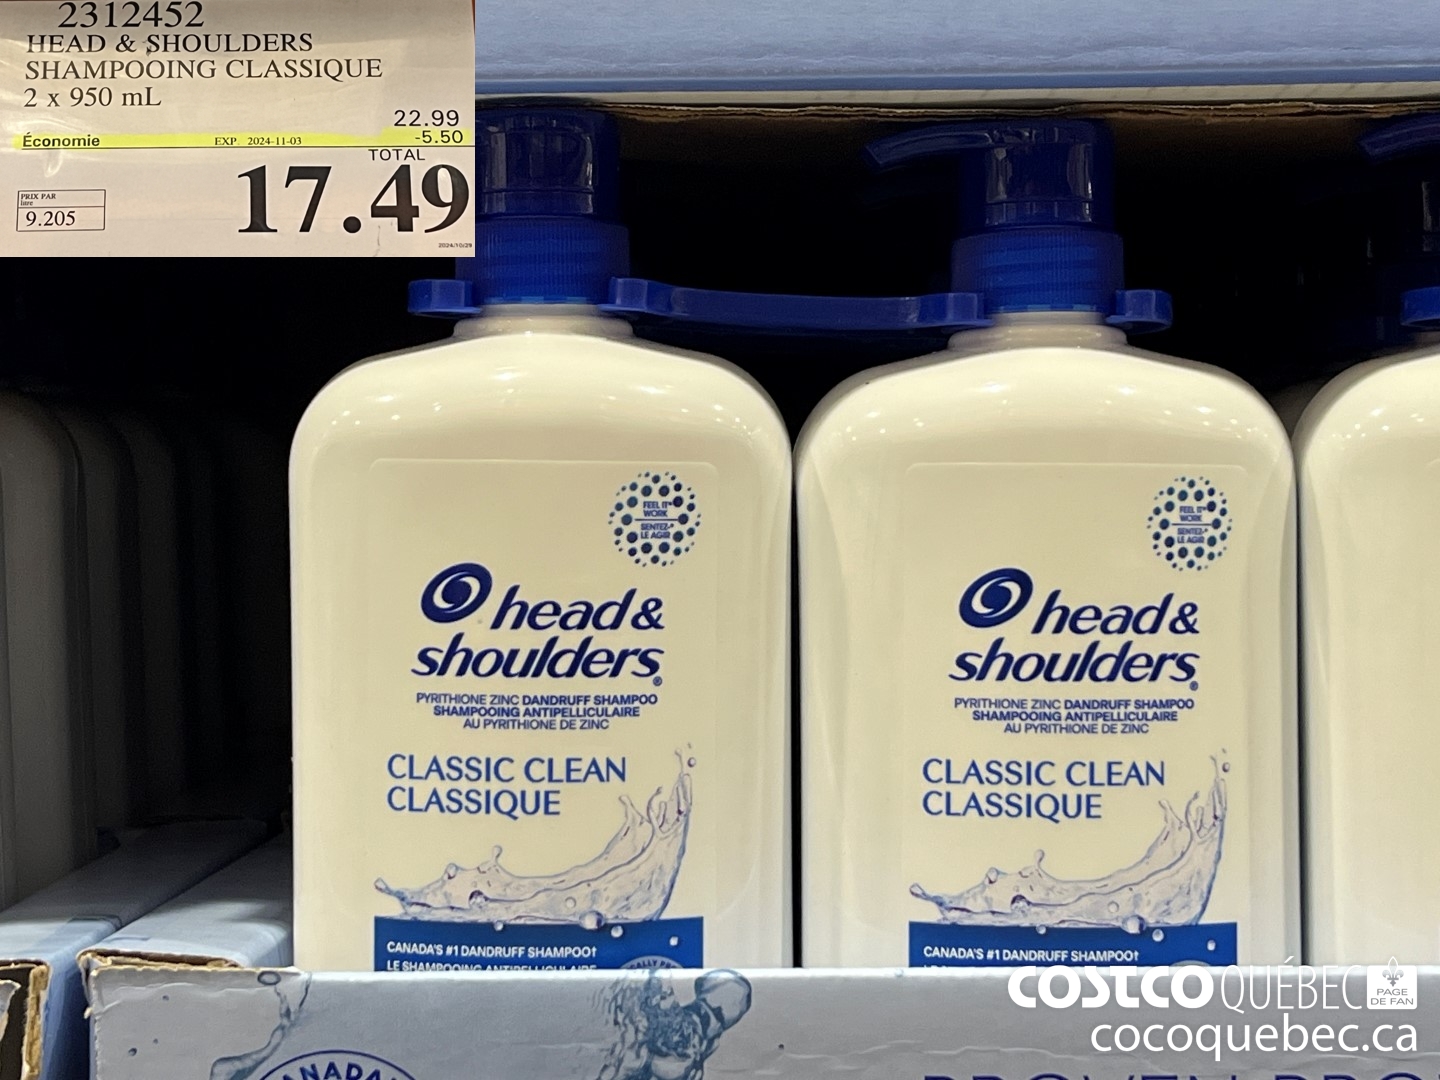 2312452
HEAD & SHOULDERS
SHAMPOOING CLASSIQUE
2 x 950 mL
22.99
Économie EXP. 2024-11-03 -5.50
TOTAL
17.49
PRIX PAR
litre
9.205
2024/10/29
FEEL IT*
WORK
SENTEZ-*
LE AGIR
head &
shoulders®
PYRITHIONE ZINC DANDRUFF SHAMPOO
SHAMPOOING ANTIPELLICULAIRE
AU PYRITHIONE DE ZINC
CLASSIC CLEAN
CLASSIQUE
CANADA'S #1 DANDRUFF SHAMPOO†
LE SHAMPOOING ANTIPELLICULAIRE
FEEL IT*
WORK
SENTEZ-*
LE AGIR
head &
shoulders®
PYRITHIONE ZINC DANDRUFF SHAMPOO
SHAMPOOING ANTIPELLICULAIRE
AU PYRITHIONE DE ZINC
CLASSIC CLEAN
CLASSIQUE
CANADA'S #1 DANDRUFF SHAMPOO†
COSTCO QUÉBEC
PAGE
DE FAN
cocoquebec.ca